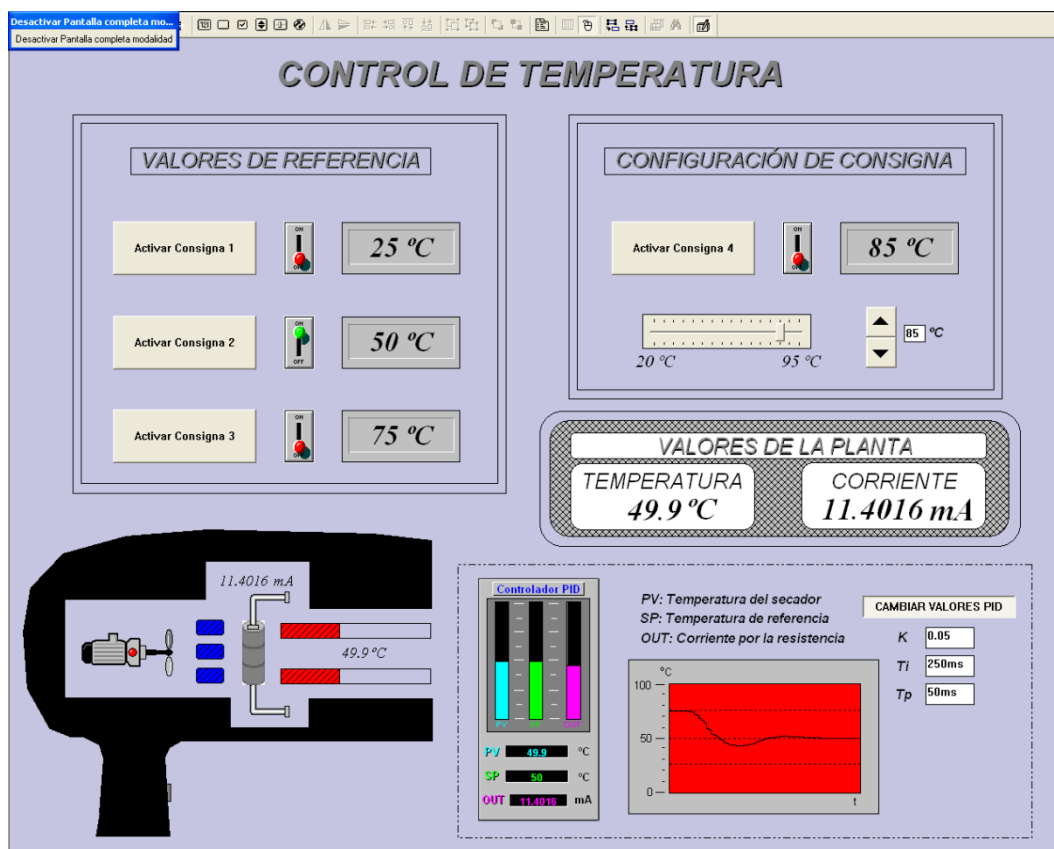 Desactivar Pantalla completa mo...
Desactivar Pantalla completa modalidad
CONTROL DE TEMPERATURA
VALORES DE REFERENCIA
Activar Consigna 1
ON
OFF
25 ºC
Activar Consigna 2
ON
OFF
50 ºC
Activar Consigna 3
ON
OFF
75 ºC
CONFIGURACIÓN DE CONSIGNA
Activar Consigna 4
ON
OFF
85 ºC
20 ºC
95 ºC
85 ºC
VALORES DE LA PLANTA
TEMPERATURA
49.9 ºC
CORRIENTE
11.4016 mA
11.4016 mA
49.9 ºC
Controlador PID
PV
SP
OUT
PV 49.9 ºC
SP 50 ºC
OUT 11.4016 mA
PV: Temperatura del secador
SP: Temperatura de referencia
OUT: Corriente por la resistencia
CAMBIAR VALORES PID
K 0.05
Ti 250ms
Tp 50ms
ºC
100
50
0
t